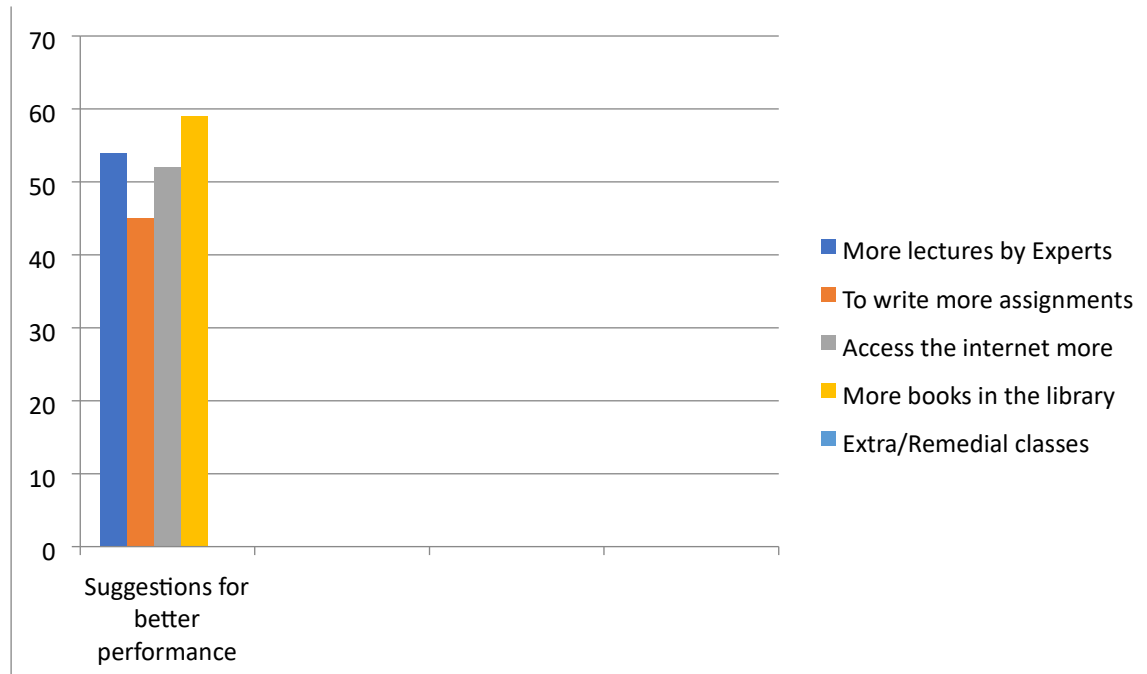 70
60
50
40
30
20
10
0
Suggestions for
better
performance
More lectures by Experts
To write more assignments
Access the internet more
More books in the library
Extra/Remedial classes